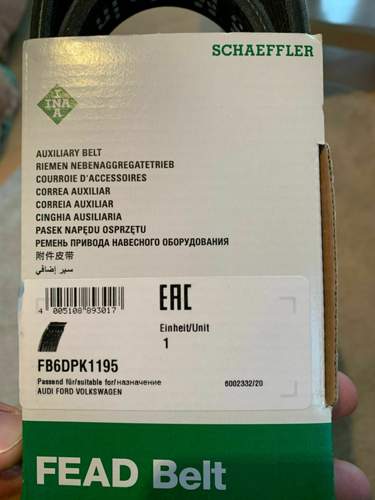 SCHAEFFLER
INA
INA
AUXILIARY BELT
RIEMEN NEBENAGGREGATETRIEB
COURROIE D'ACCESSOIRES
CORREA AUXILIAR
CORREIA AUXILIAR
CINGHIA AUSILIARIA
PASEK NAPĘDU OSPRZĘTU
РЕМЕНЬ ПРИВОДА НАВЕСНОГО ОБОРУДОВАНИЯ
附件皮带
سير إضافي
4 005108 893017
EAC
Einheit/Unit
1
FB6DPK1195
Passend für/suitable for/назначение
6002332/20
AUDI FORD VOLKSWAGEN
FEAD Belt